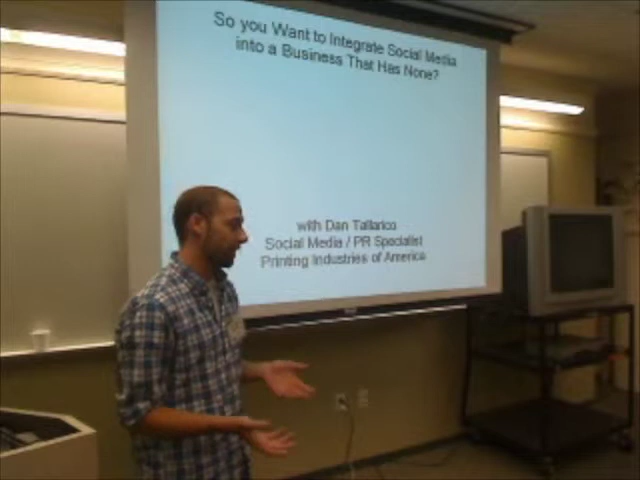 So you Want to Integrate Social Media
into a Business That Has None?
with Dan Tallarico
Social Media / PR Specialist
Printing Industries of America